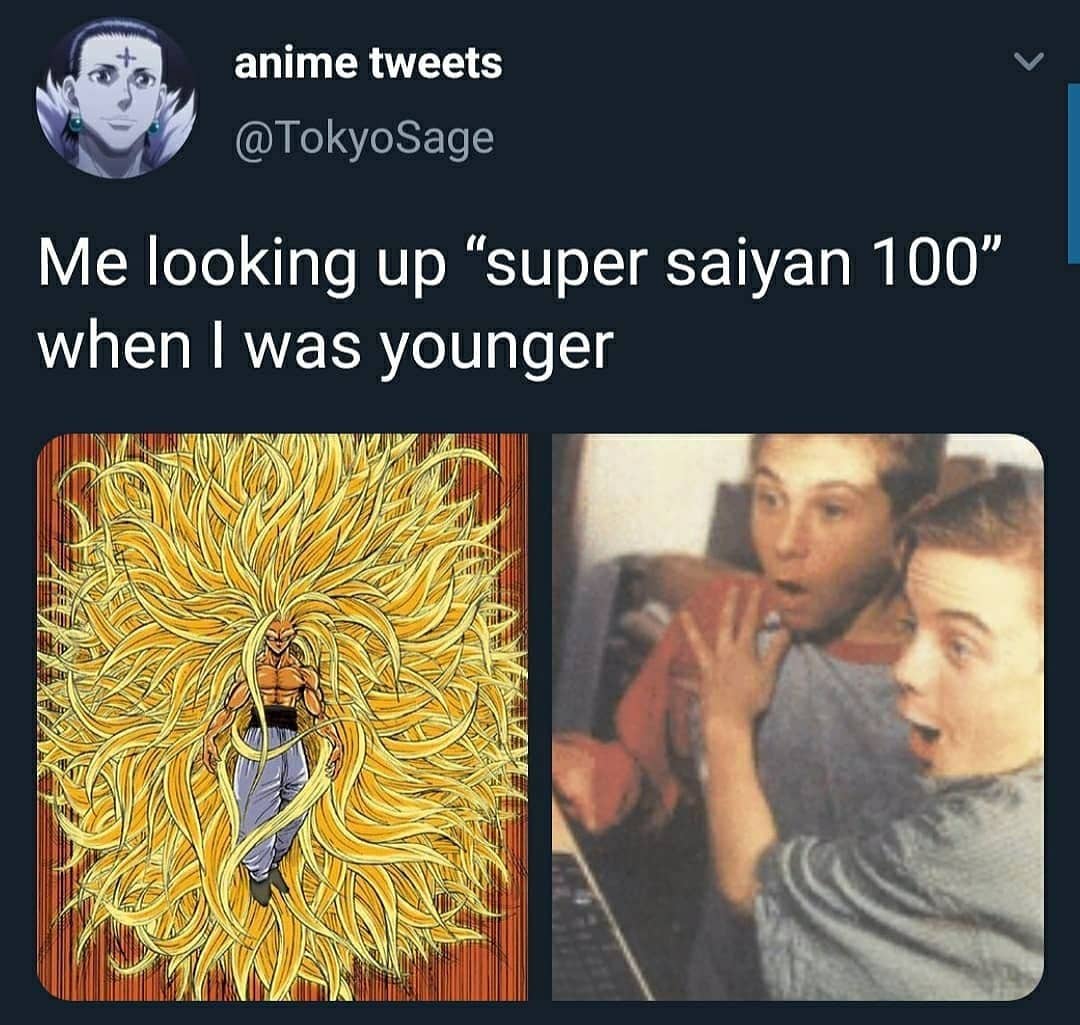 anime tweets
@TokyoSage
Me looking up “super saiyan 100”
when I was younger